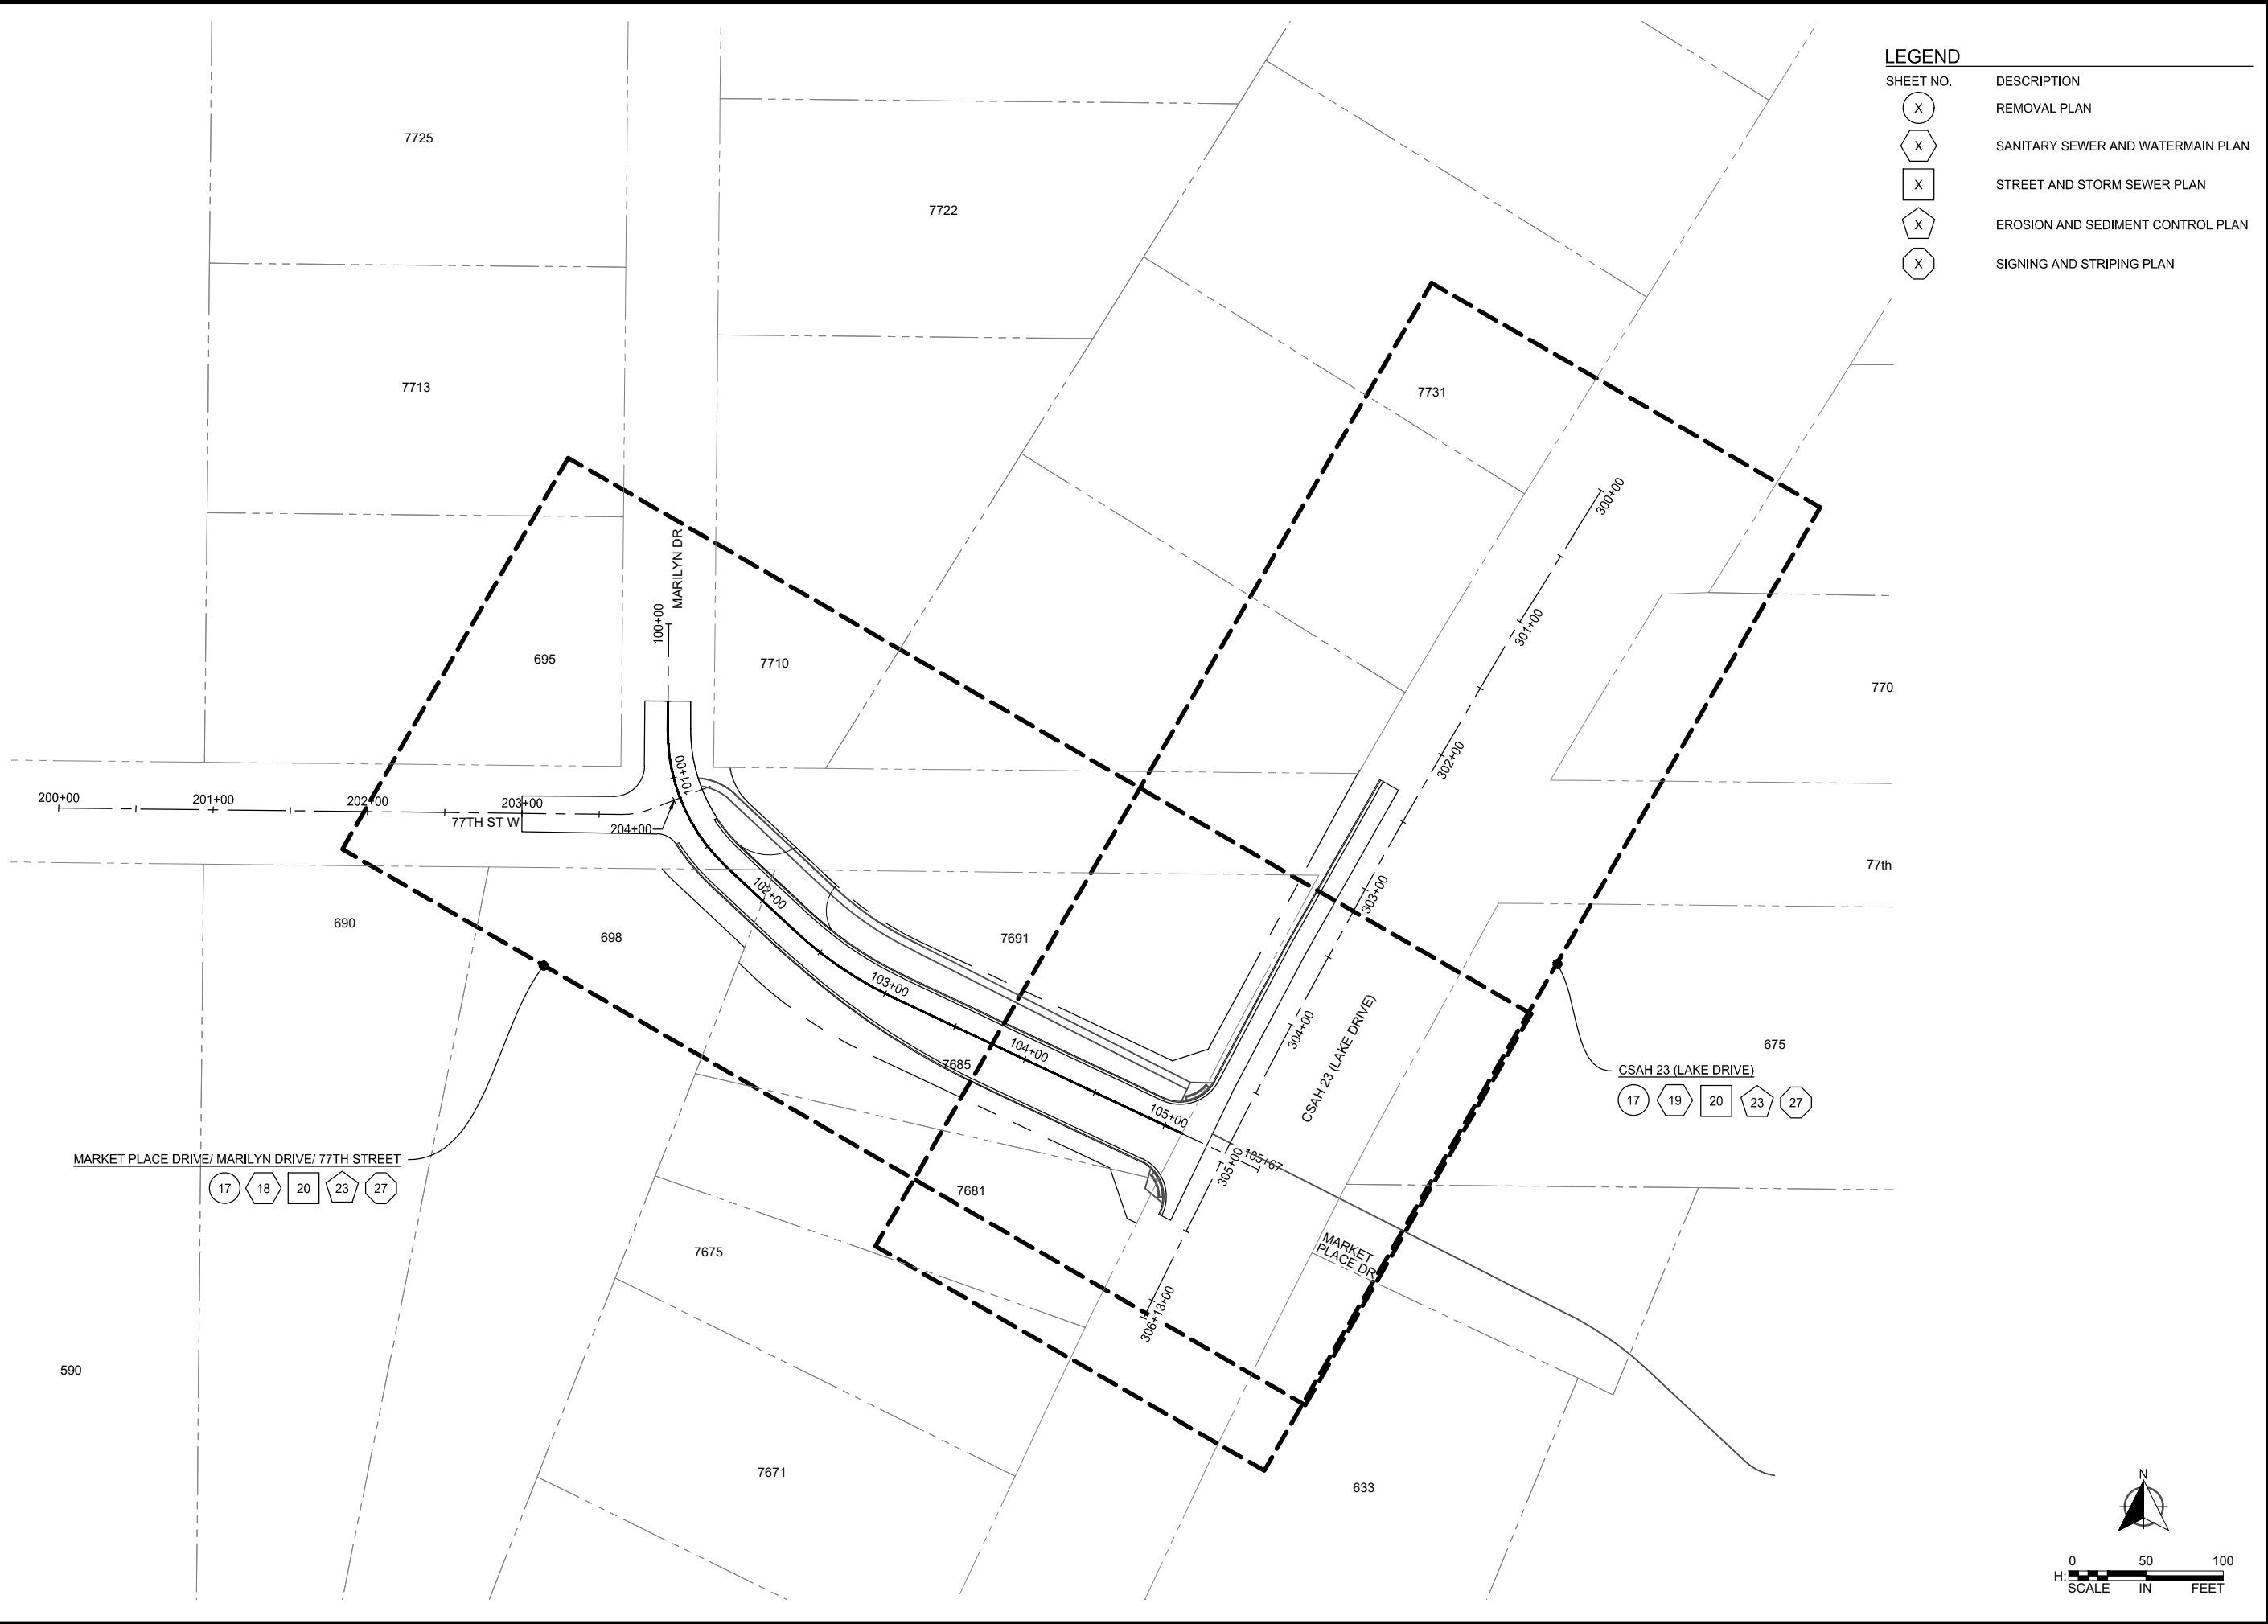 LEGEND
SHEET NO. DESCRIPTION
X REMOVAL PLAN
X SANITARY SEWER AND WATERMAIN PLAN
X STREET AND STORM SEWER PLAN
X EROSION AND SEDIMENT CONTROL PLAN
X SIGNING AND STRIPING PLAN
7725
7722
7713
7731
300+00
MARILYN DR
100+00
301+00
695
7710
770
302+00
101+00
200+00
201+00
202+00
203+00
77TH ST W
204+00
77th
102+00
303+00
690
698
7691
103+00
304+00
CSAH 23 (LAKE DRIVE)
104+00
675
7685
CSAH 23 (LAKE DRIVE)
17 19 20 23 27
105+00
MARKET PLACE DRIVE/ MARILYN DRIVE/ 77TH STREET
17 18 20 23 27
105+67
305+00
7681
7675
MARKET
PLACE DR
306+13+00
590
7671
633
N
0 50 100
H:
SCALE IN FEET